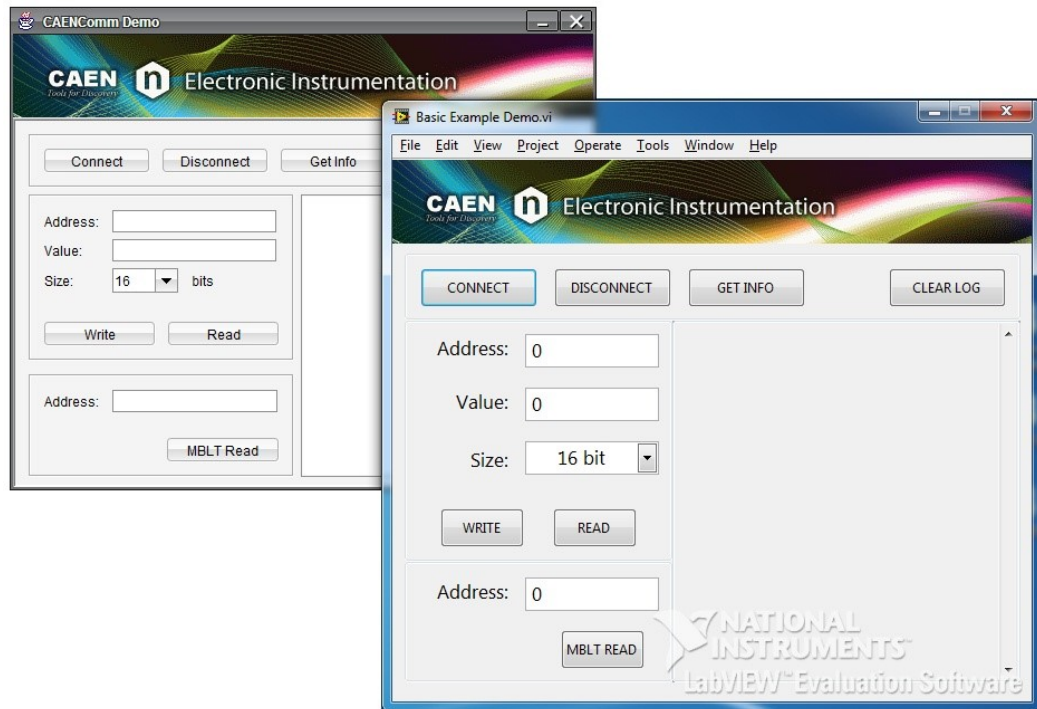 CAENComm Demo
CAEN n Electronic Instrumentation
Tools for Discovery
Connect Disconnect Get Info
Address:
Value:
Size: 16 bits
Write Read
Address:
MBLT Read
Basic Example Demo.vi
File Edit View Project Operate Tools Window Help
CAEN n Electronic Instrumentation
Tools for Discovery
CONNECT DISCONNECT GET INFO CLEAR LOG
Address: 0
Value: 0
Size: 16 bit
WRITE READ
Address: 0
MBLT READ
NATIONAL
INSTRUMENTS™
LabVIEW™ Evaluation Software